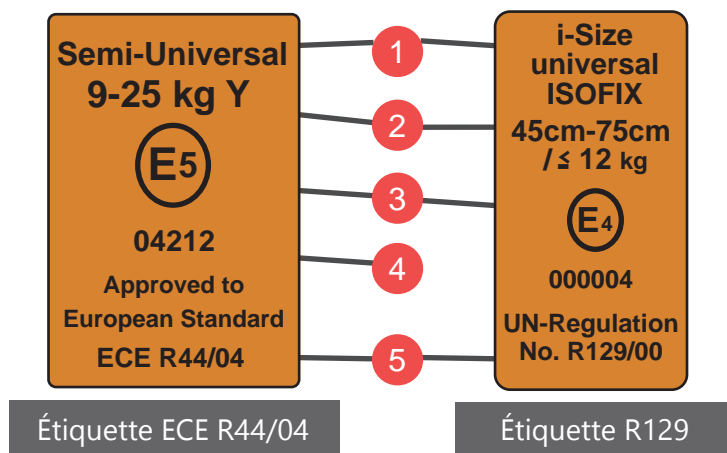 Semi-Universal
9-25 kg Y
E5
04212
Approved to
European Standard
ECE R44/04
1
2
3
4
5
i-Size
universal
ISOFIX
45cm-75cm
/ ≤ 12 kg
E4
000004
UN-Regulation
No. R129/00
Étiquette ECE R44/04
Étiquette R129